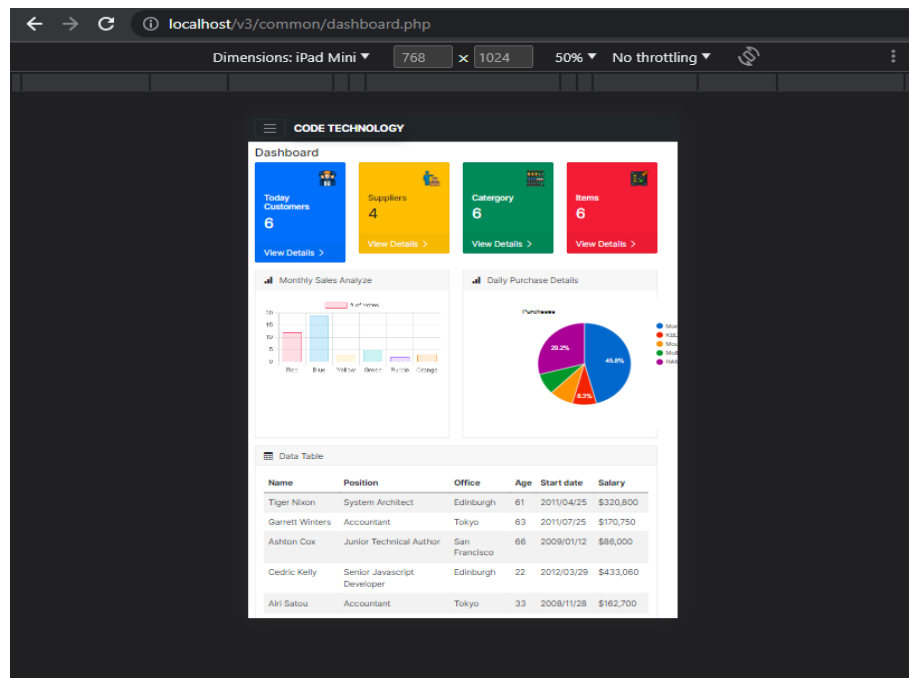 localhost/v3/common/dashboard.php
Dimensions: iPad Mini 768 x 1024 50% No throttling
CODE TECHNOLOGY
Dashboard
Today Customers
6
View Details >
Suppliers
4
View Details >
Catergory
6
View Details >
Items
6
View Details >
Monthly Sales Analyze
# of Votes
20
15
10
5
0
Red Blue Yellow Green Purple Orange
Daily Purchase Details
Purchases
29.2%
45.8%
8.3%
Data Table
Name Position Office Age Start date Salary
Tiger Nixon System Architect Edinburgh 61 2011/04/25 $320,800
Garrett Winters Accountant Tokyo 63 2011/07/25 $170,750
Ashton Cox Junior Technical Author San Francisco 66 2009/01/12 $86,000
Cedric Kelly Senior Javascript Developer Edinburgh 22 2012/03/29 $433,060
Airi Satou Accountant Tokyo 33 2008/11/28 $162,700